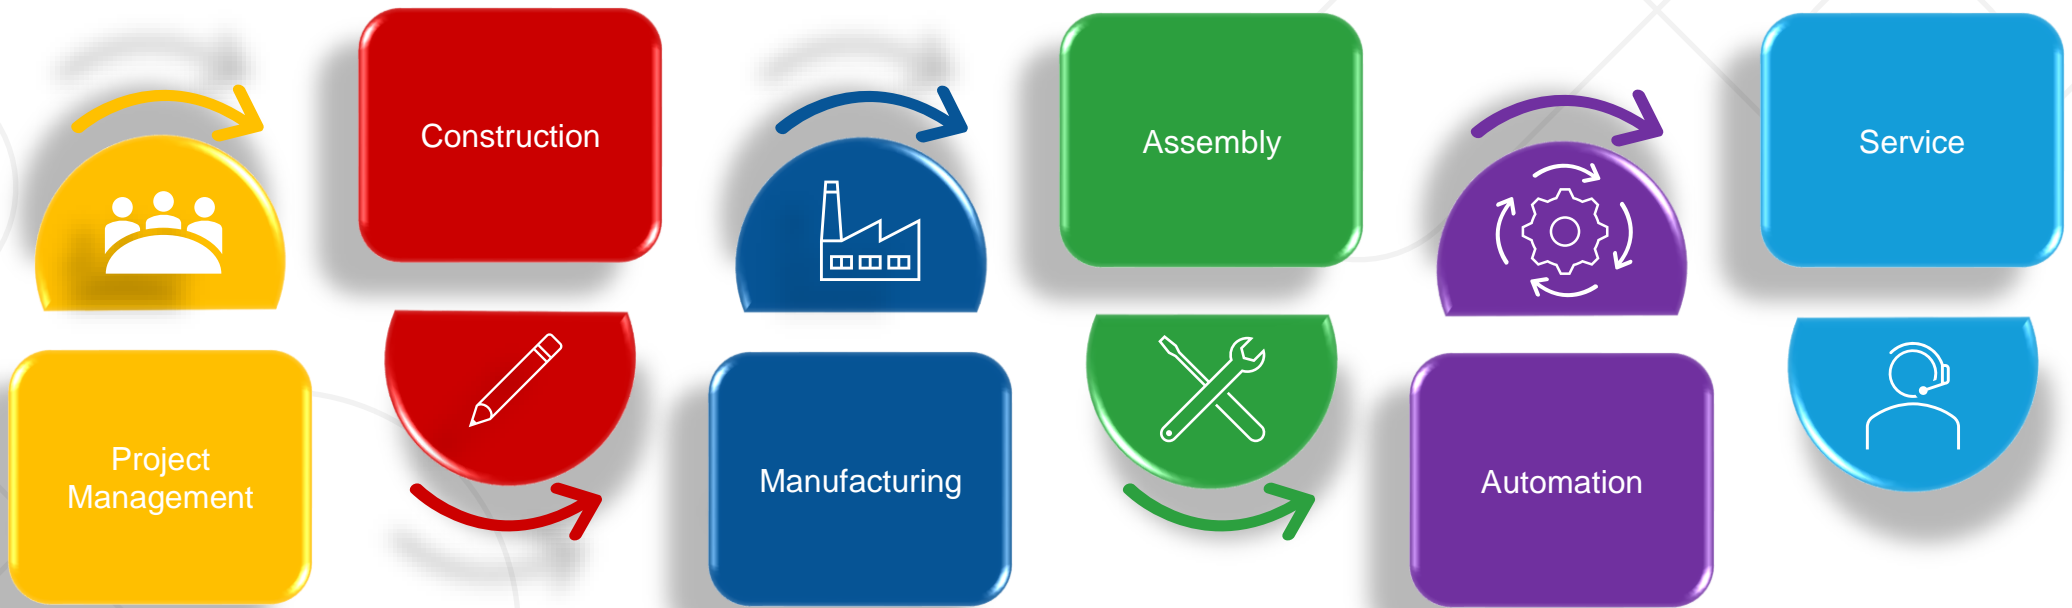 Project
Management
Construction
Manufacturing
Assembly
Automation
Service